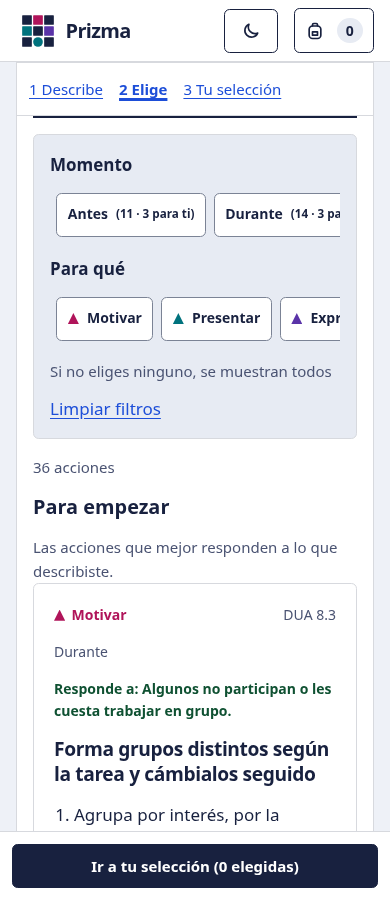 Prizma
0
1 Describe 2 Elige 3 Tu selección
Momento
Antes (11 · 3 para ti) Durante (14 · 3 pa
Para qué
Motivar Presentar Expr
Si no eliges ninguno, se muestran todos
Limpiar filtros
36 acciones
Para empezar
Las acciones que mejor responden a lo que
describiste.
Motivar DUA 8.3
Durante
Responde a: Algunos no participan o les
cuesta trabajar en grupo.
Forma grupos distintos según
la tarea y cámbialos seguido
1. Agrupa por interés, por la
Ir a tu selección (0 elegidas)